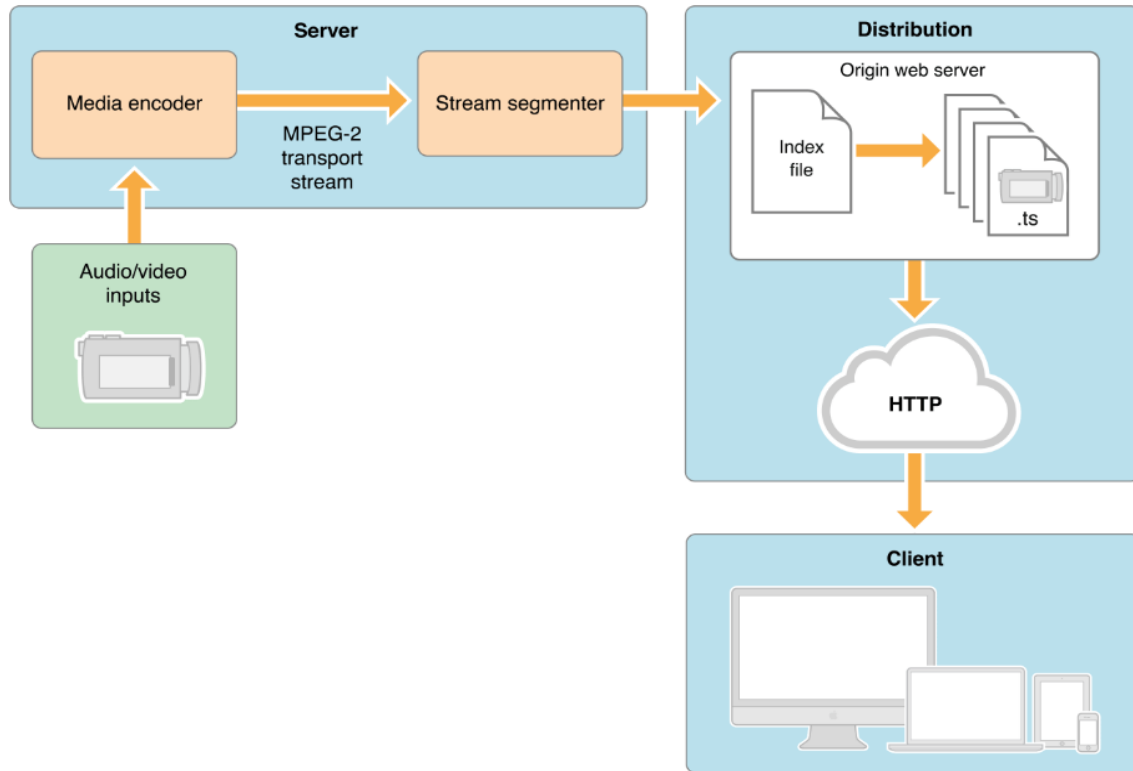 Server
Media encoder
MPEG-2
transport
stream
Stream segmenter
Audio/video
inputs
Distribution
Origin web server
Index
file
.ts
HTTP
Client